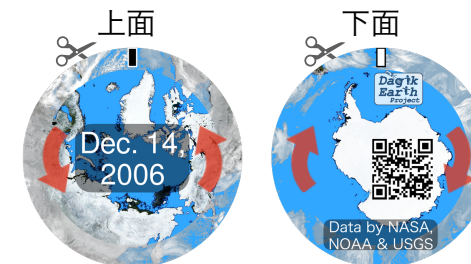 上面
下面
Dec. 14,
2006
Dagik
Earth
Project
Data by NASA,
NOAA & USGS